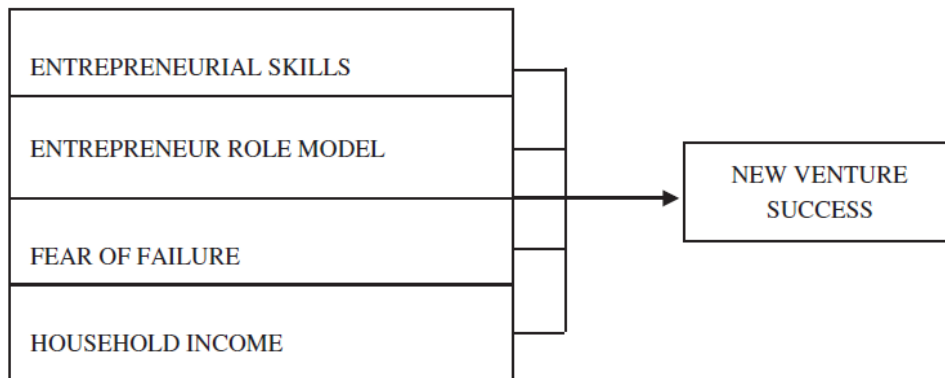 ENTREPRENEURIAL SKILLS
ENTREPRENEUR ROLE MODEL
FEAR OF FAILURE
HOUSEHOLD INCOME
NEW VENTURE
SUCCESS